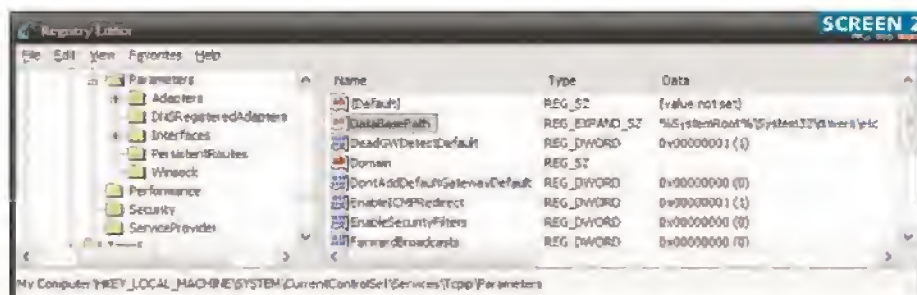 SCREEN 2
Registry Editor
File Edit View Favorites Help
Parameters
Adapters
DNSRegisteredAdapters
Interfaces
PersistentRoutes
Winsock
Performance
Security
ServiceProvider
Name Type Data
(Default) REG_SZ (value not set)
DataBasePath REG_EXPAND_SZ %SystemRoot%\System32\drivers\etc
DeadGWDetectDefault REG_DWORD 0x00000001 (1)
Domain REG_SZ
DontAddDefaultGatewayDefault REG_DWORD 0x00000000 (0)
EnableICMPRedirect REG_DWORD 0x00000001 (1)
EnableSecurityFilters REG_DWORD 0x00000000 (0)
ForwardBroadcasts REG_DWORD 0x00000000 (0)
My Computer\HKEY_LOCAL_MACHINE\SYSTEM\CurrentControlSet\Services\Tcpip\Parameters